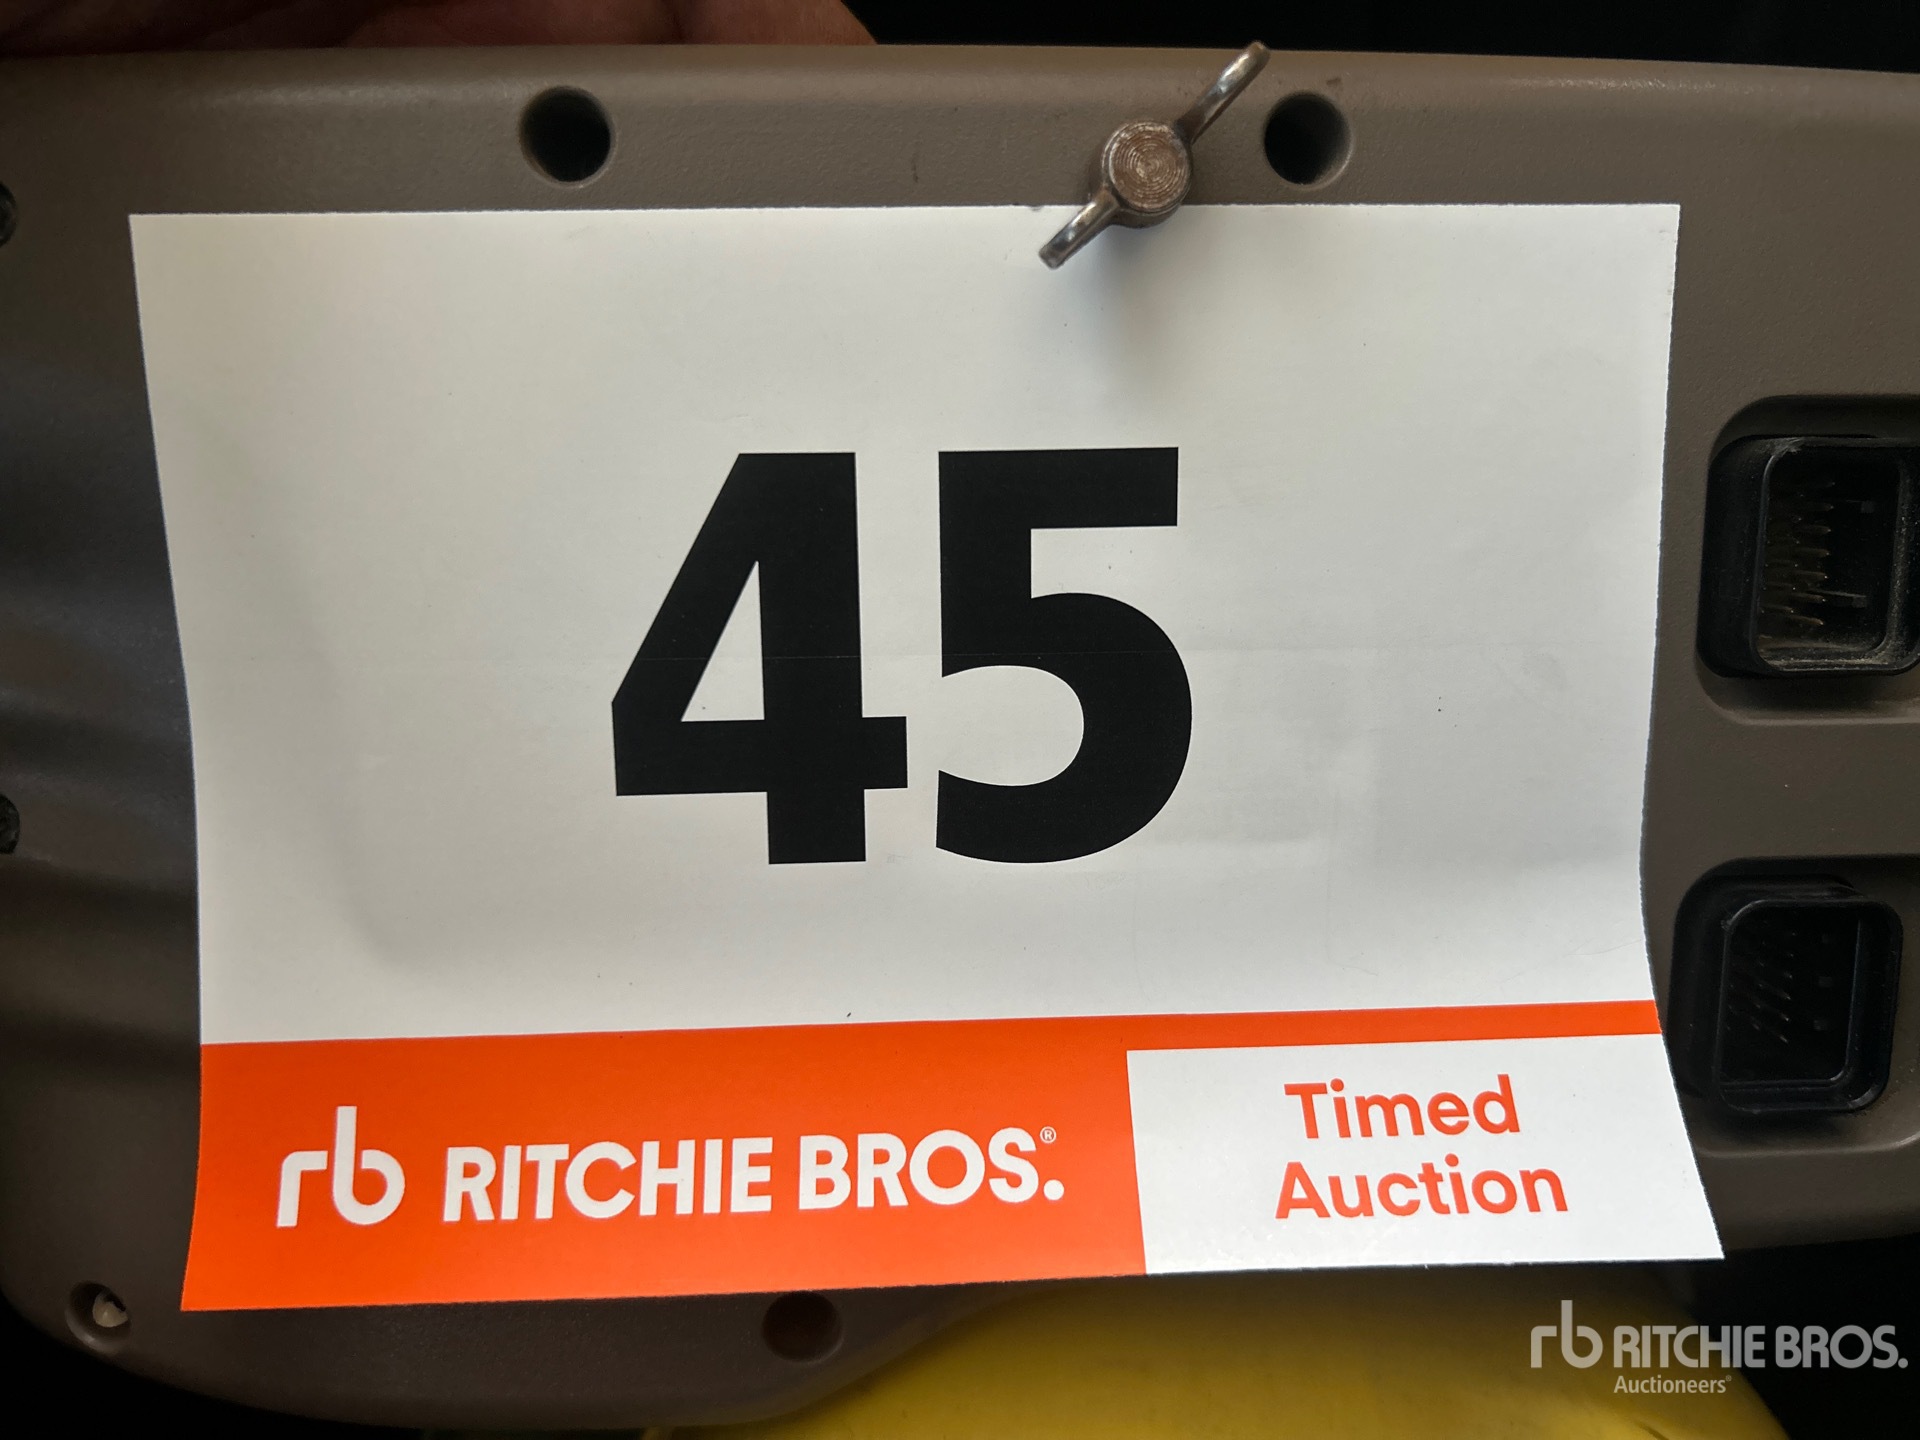 45
rb RITCHIE BROS.®
Timed
Auction
rb RITCHIE BROS.
Auctioneers®